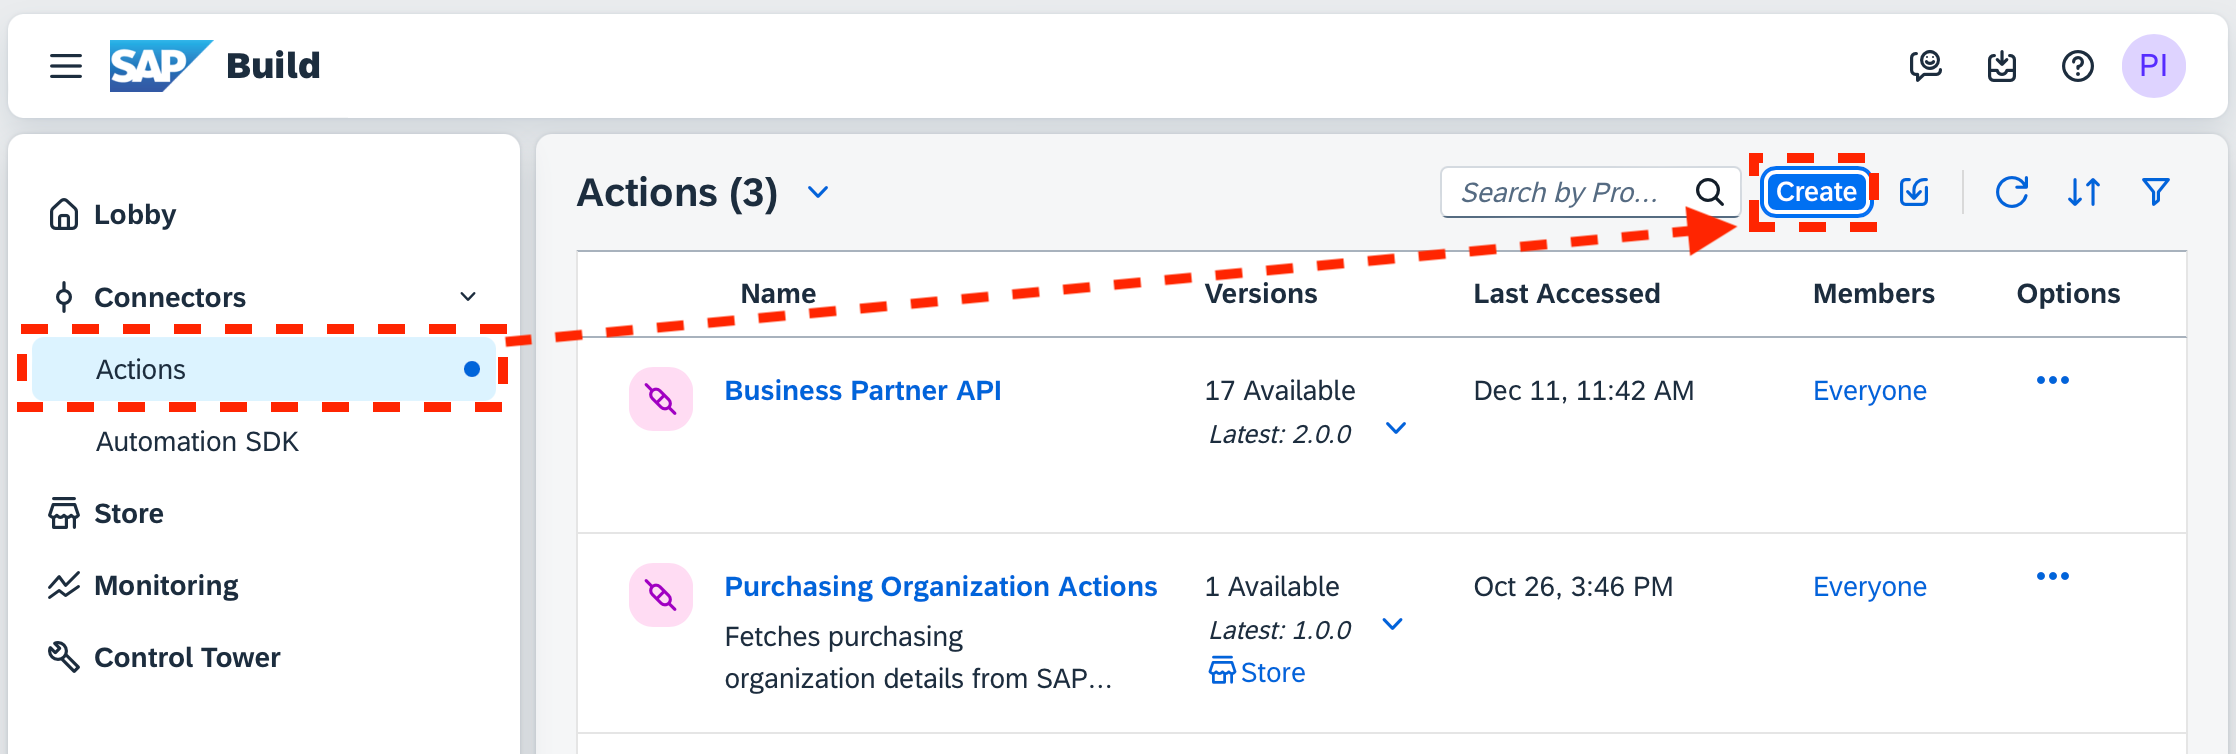 SAP Build
PI
Lobby
Connectors
Actions
Automation SDK
Store
Monitoring
Control Tower
Actions (3)
Search by Pro...
Create
Name Versions Last Accessed Members Options
Business Partner API 17 Available Dec 11, 11:42 AM Everyone
Latest: 2.0.0
Purchasing Organization Actions 1 Available Oct 26, 3:46 PM Everyone
Fetches purchasing Latest: 1.0.0
organization details from SAP... Store